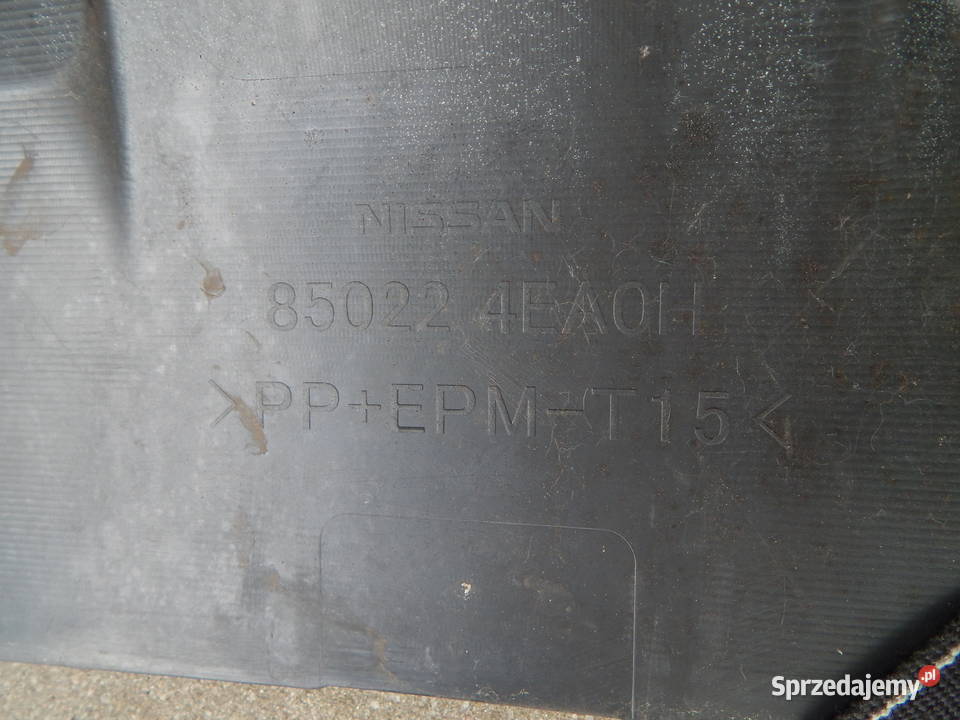 NISSAN
85022 4EA0H
>PP+EPM-T15<
Sprzedajemy.pl